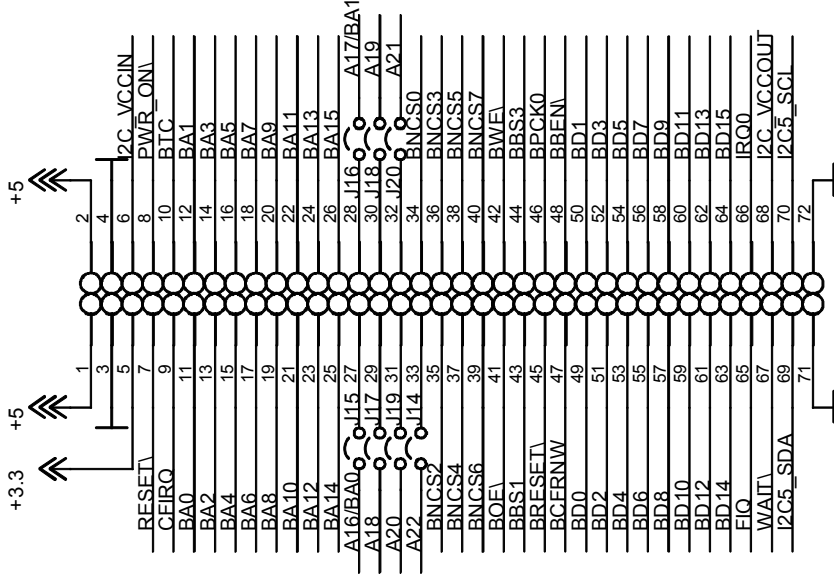 +3.3 +5 +5
1 2
3 4
5 6 I2C_VCCIN
RESET\ 7 8 PWR_ON\
CFIRQ 9 10 BTC
BA0 11 12 BA1
BA2 13 14 BA3
BA4 15 16 BA5
BA6 17 18 BA7
BA8 19 20 BA9
BA10 21 22 BA11
BA12 23 24 BA13
BA14 25 26 BA15
A16/BA0 J15 27 28 J16 A17/BA1
A18 J17 29 30 J18 A19
A20 J19 31 32 J20 A21
A22 J14 33 34 BNCS0
BNCS2 35 36 BNCS3
BNCS4 37 38 BNCS5
BNCS6 39 40 BNCS7
BOE\ 41 42 BWE\
BBS1 43 44 BBS3
BRESET\ 45 46 BPCK0
BCFRNW 47 48 BBEN\
BD0 49 50 BD1
BD2 51 52 BD3
BD4 53 54 BD5
BD6 55 56 BD7
BD8 57 58 BD9
BD10 59 60 BD11
BD12 61 62 BD13
BD14 63 64 BD15
FIQ 65 66 IRQ0
WAIT\ 67 68 I2C_VCCOUT
I2C5_SDA 69 70 I2C5_SCL
71 72